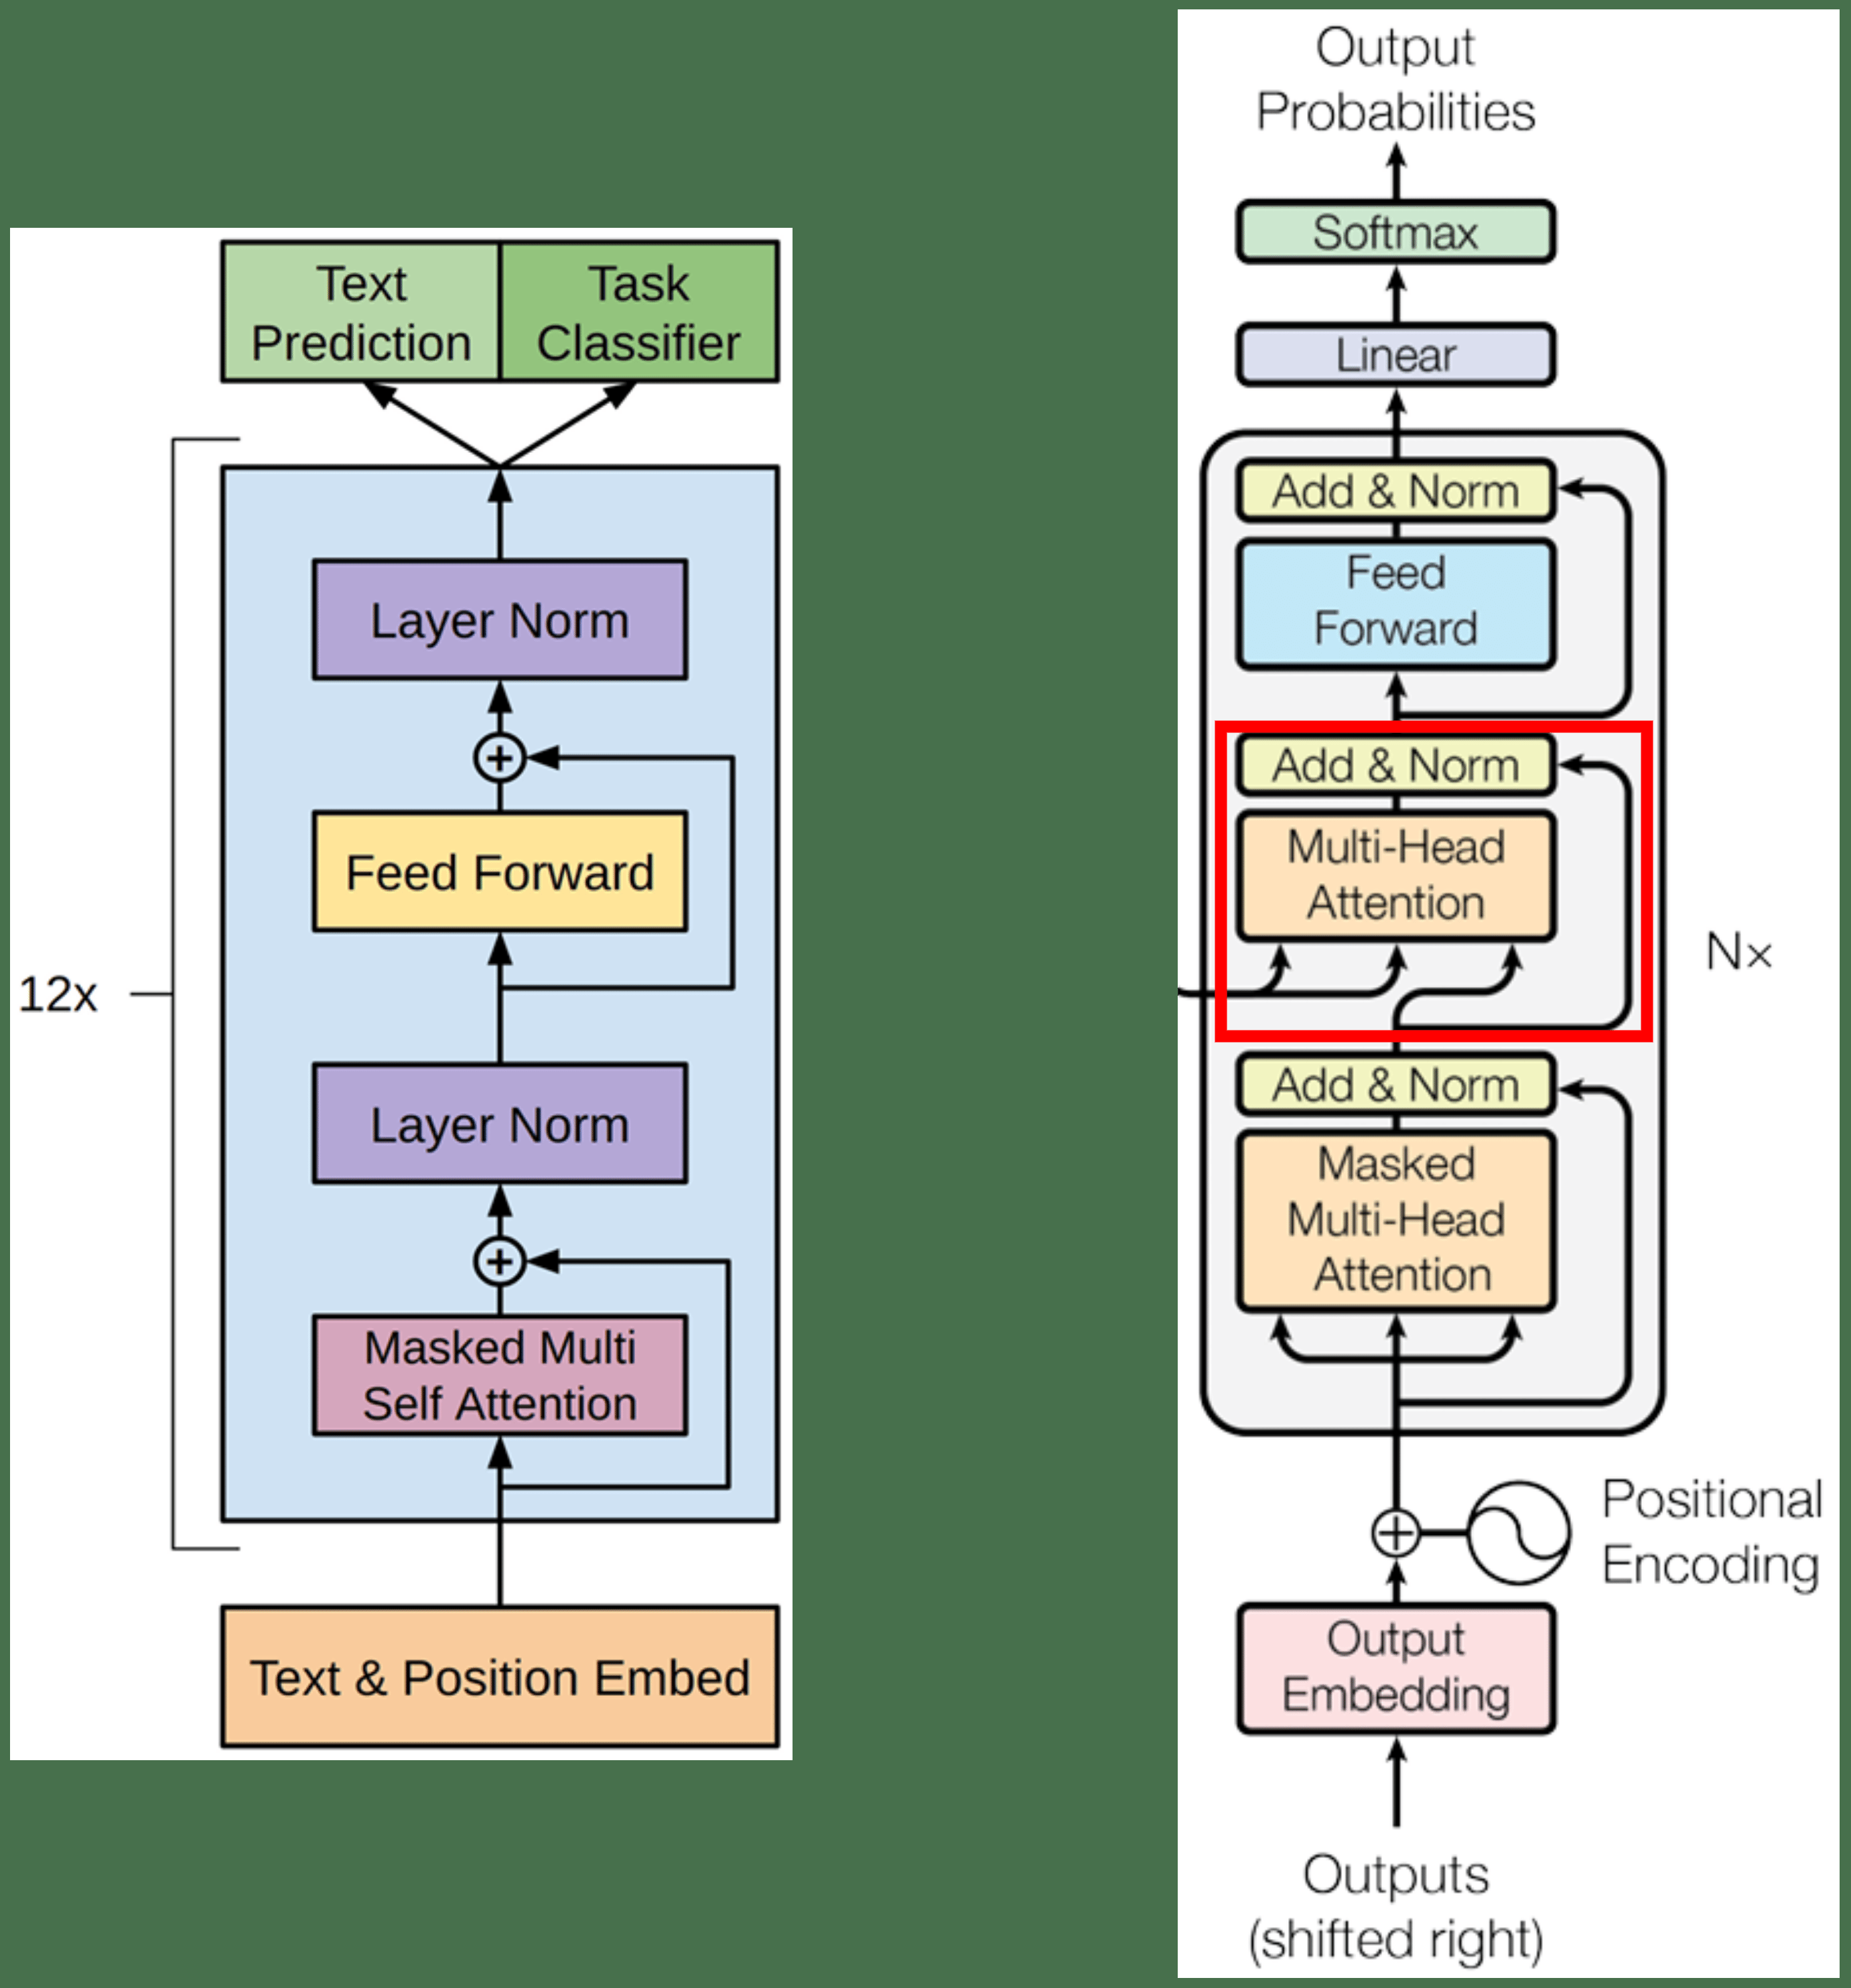 Text
Prediction
Task
Classifier
Layer Norm
Feed Forward
12x
Layer Norm
Masked Multi
Self Attention
Text & Position Embed
Output
Probabilities
Softmax
Linear
Add & Norm
Feed
Forward
Add & Norm
Multi-Head
Attention
N×
Add & Norm
Masked
Multi-Head
Attention
Positional
Encoding
Output
Embedding
Outputs
(shifted right)